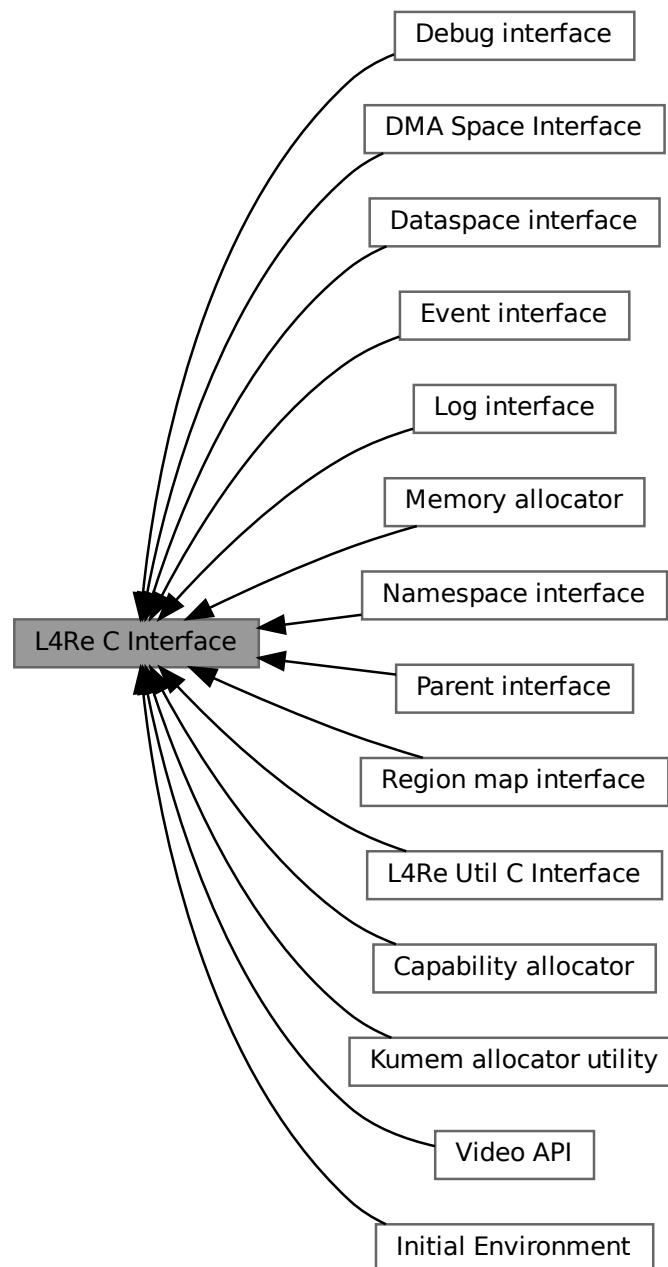 Debug interface
DMA Space Interface
Dataspace interface
Event interface
Log interface
Memory allocator
Namespace interface
L4Re C Interface
Parent interface
Region map interface
L4Re Util C Interface
Capability allocator
Kumem allocator utility
Video API
Initial Environment